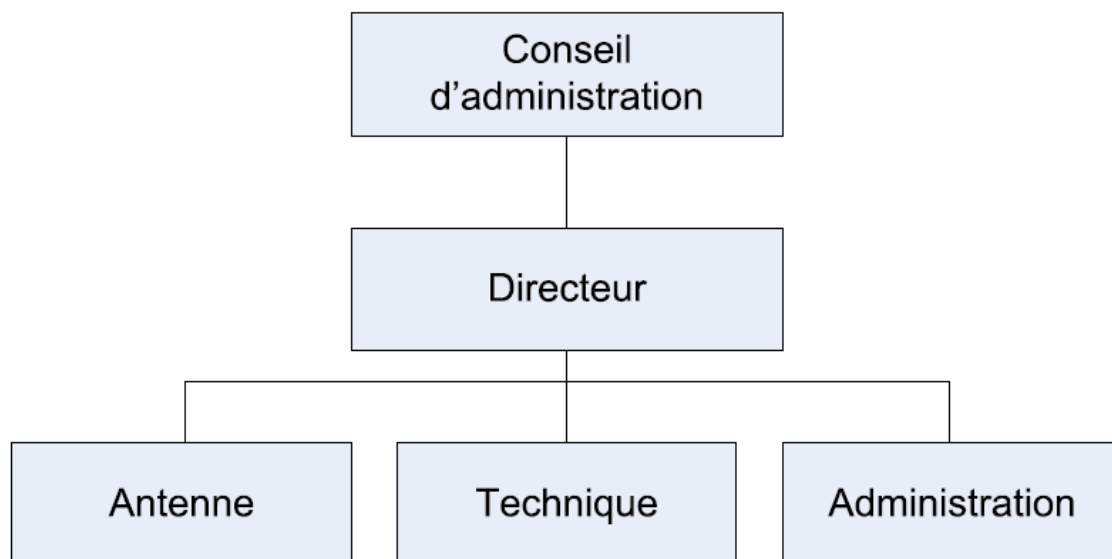 Conseil
d’administration
Directeur
Antenne
Technique
Administration